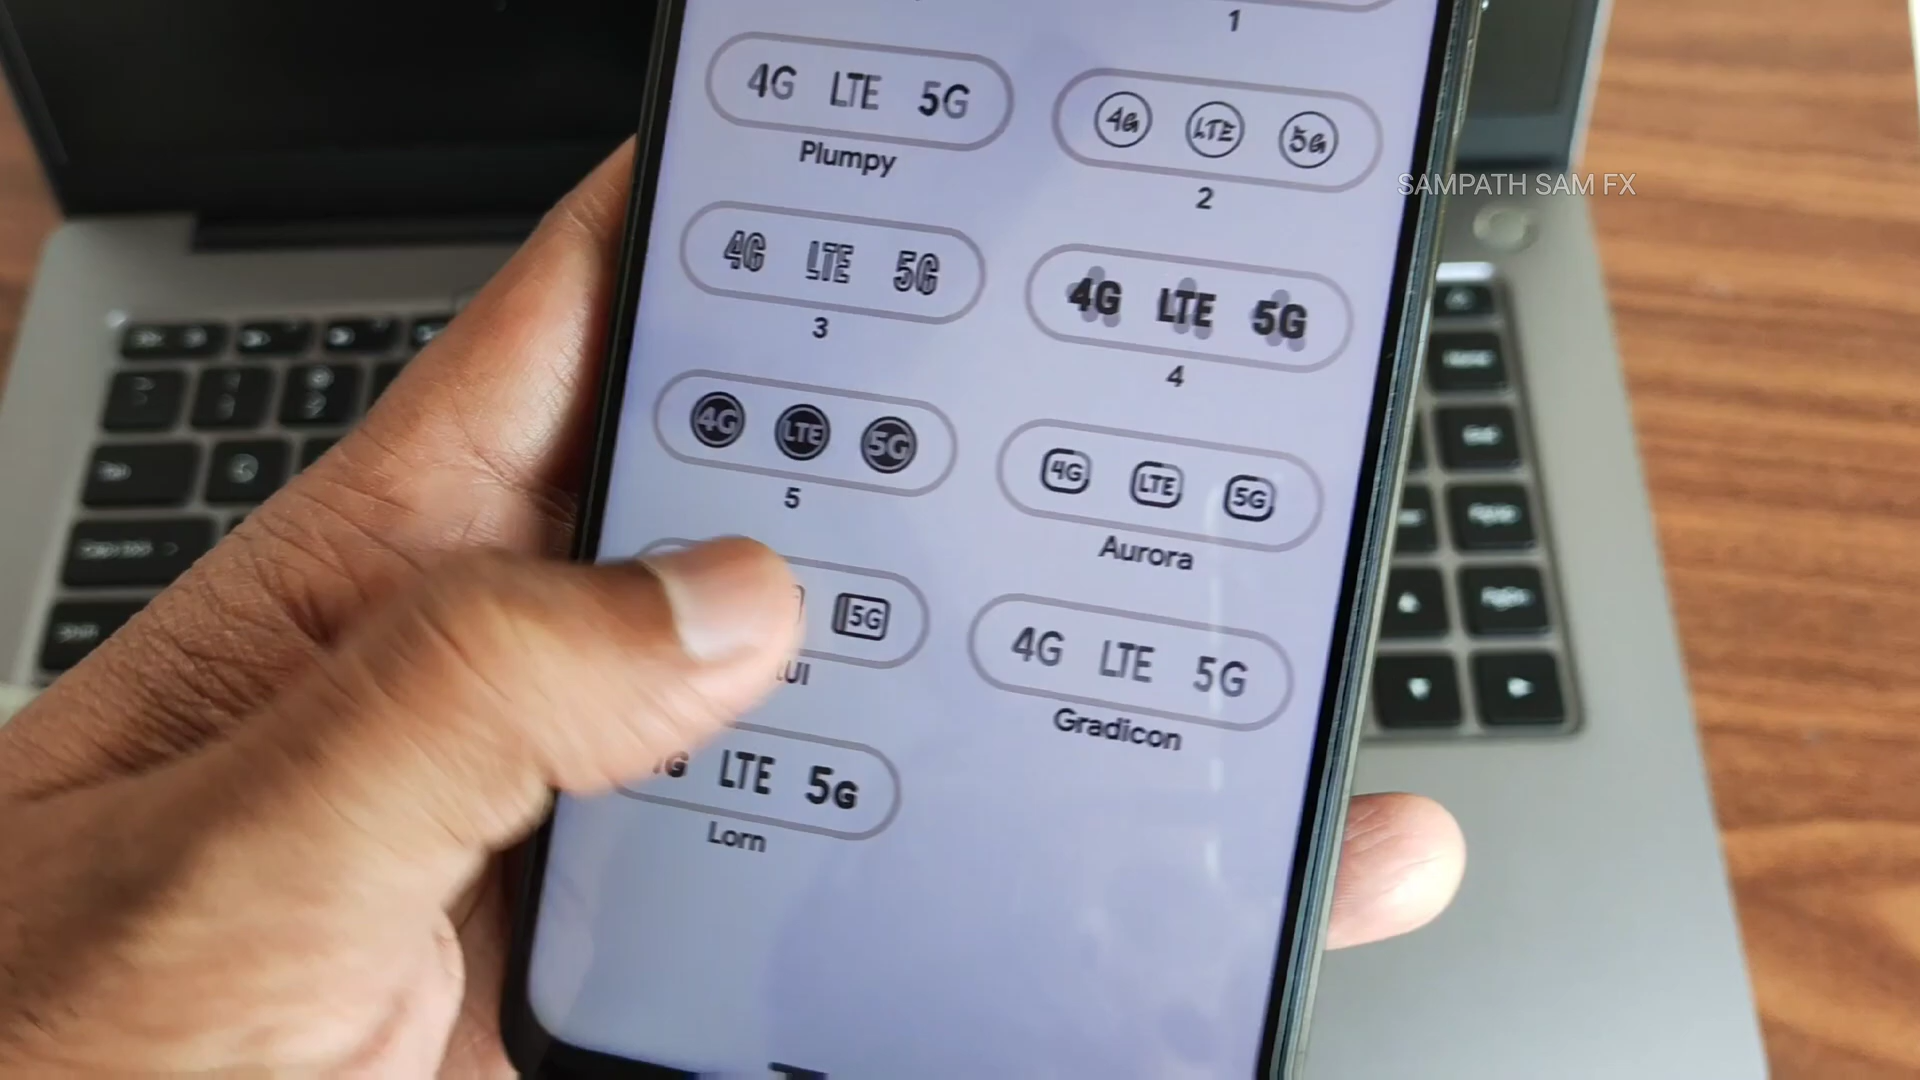 1
4G LTE 5G
Plumpy
4G LTE 5G
2
SAMPATH SAM FX
4G LTE 5G
3
4G LTE 5G
4
4G LTE 5G
5
4G LTE 5G
Aurora
5G
UI
4G LTE 5G
Gradicon
G LTE 5G
Lorn